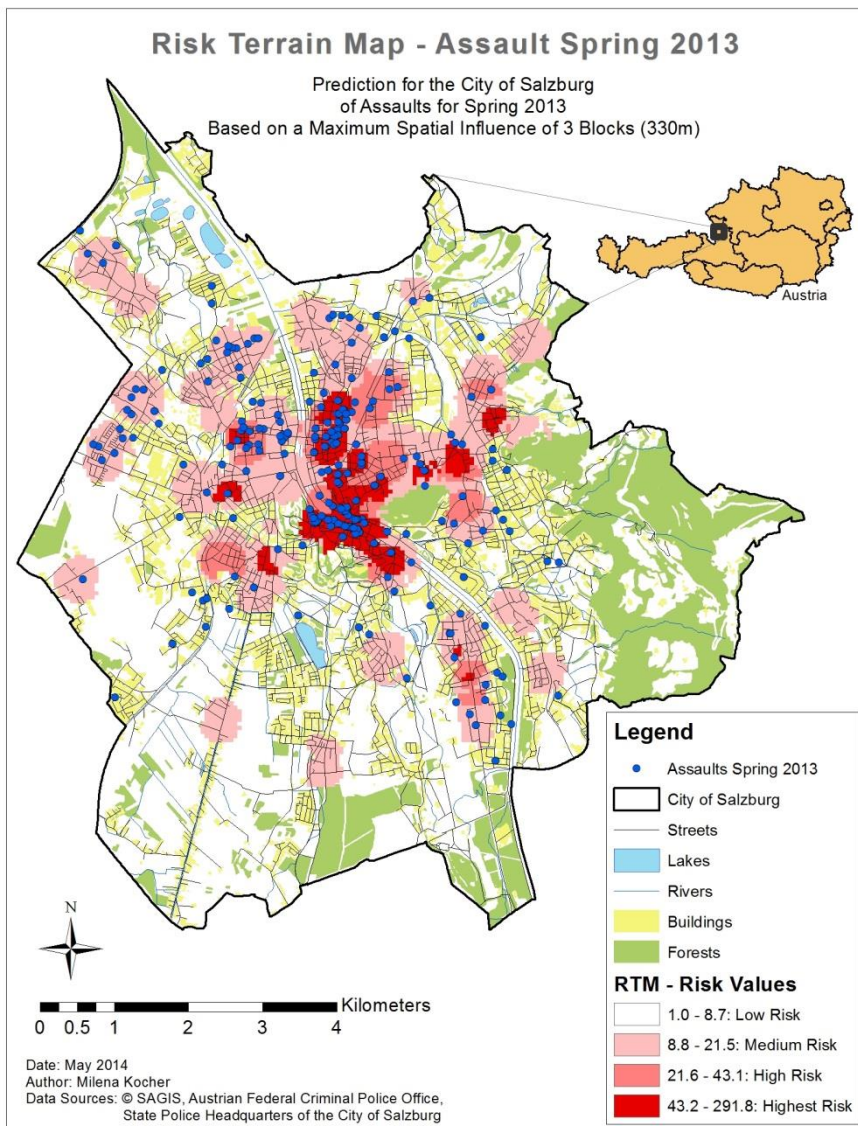 Risk Terrain Map - Assault Spring 2013
Prediction for the City of Salzburg
of Assaults for Spring 2013
Based on a Maximum Spatial Influence of 3 Blocks (330m)
Austria
Legend
Assaults Spring 2013
City of Salzburg
Streets
Lakes
Rivers
Buildings
Forests
RTM - Risk Values
1.0 - 8.7: Low Risk
8.8 - 21.5: Medium Risk
21.6 - 43.1: High Risk
43.2 - 291.8: Highest Risk
N
Kilometers
0 0.5 1 2 3 4
Date: May 2014
Author: Milena Kocher
Data Sources: © SAGIS, Austrian Federal Criminal Police Office,
State Police Headquarters of the City of Salzburg